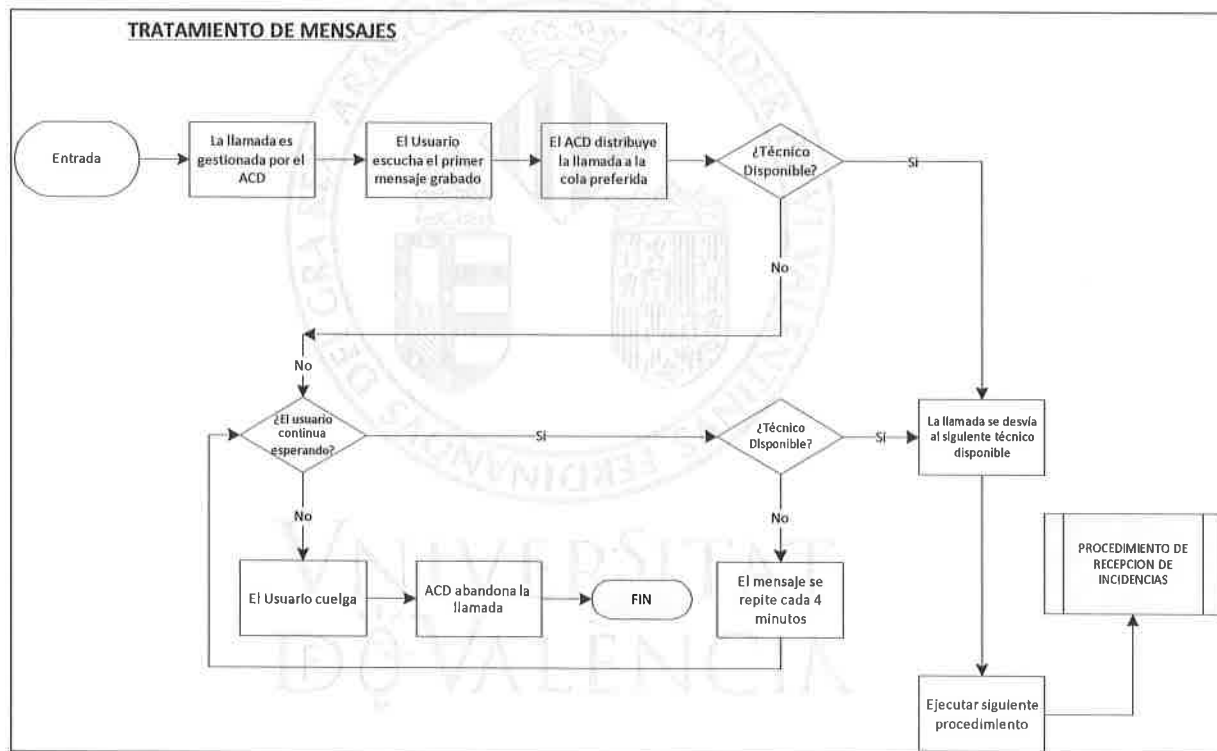 TRATAMIENTO DE MENSAJES
Entrada
La llamada es
gestionada por el
ACD
El Usuario
escucha el primer
mensaje grabado
El ACD distribuye
la llamada a la
cola preferida
¿Técnico
Disponible?
Si
No
No
¿El usuario
continua
esperando?
Si
¿Técnico
Disponible?
Si
La llamada se desvía
al siguiente técnico
disponible
No
No
El Usuario cuelga
ACD abandona la
llamada
FIN
El mensaje se
repite cada 4
minutos
PROCEDIMIENTO DE
RECEPCION DE
INCIDENCIAS
Ejecutar siguiente
procedimiento
VNIVERSITAT
DE VALENCIA